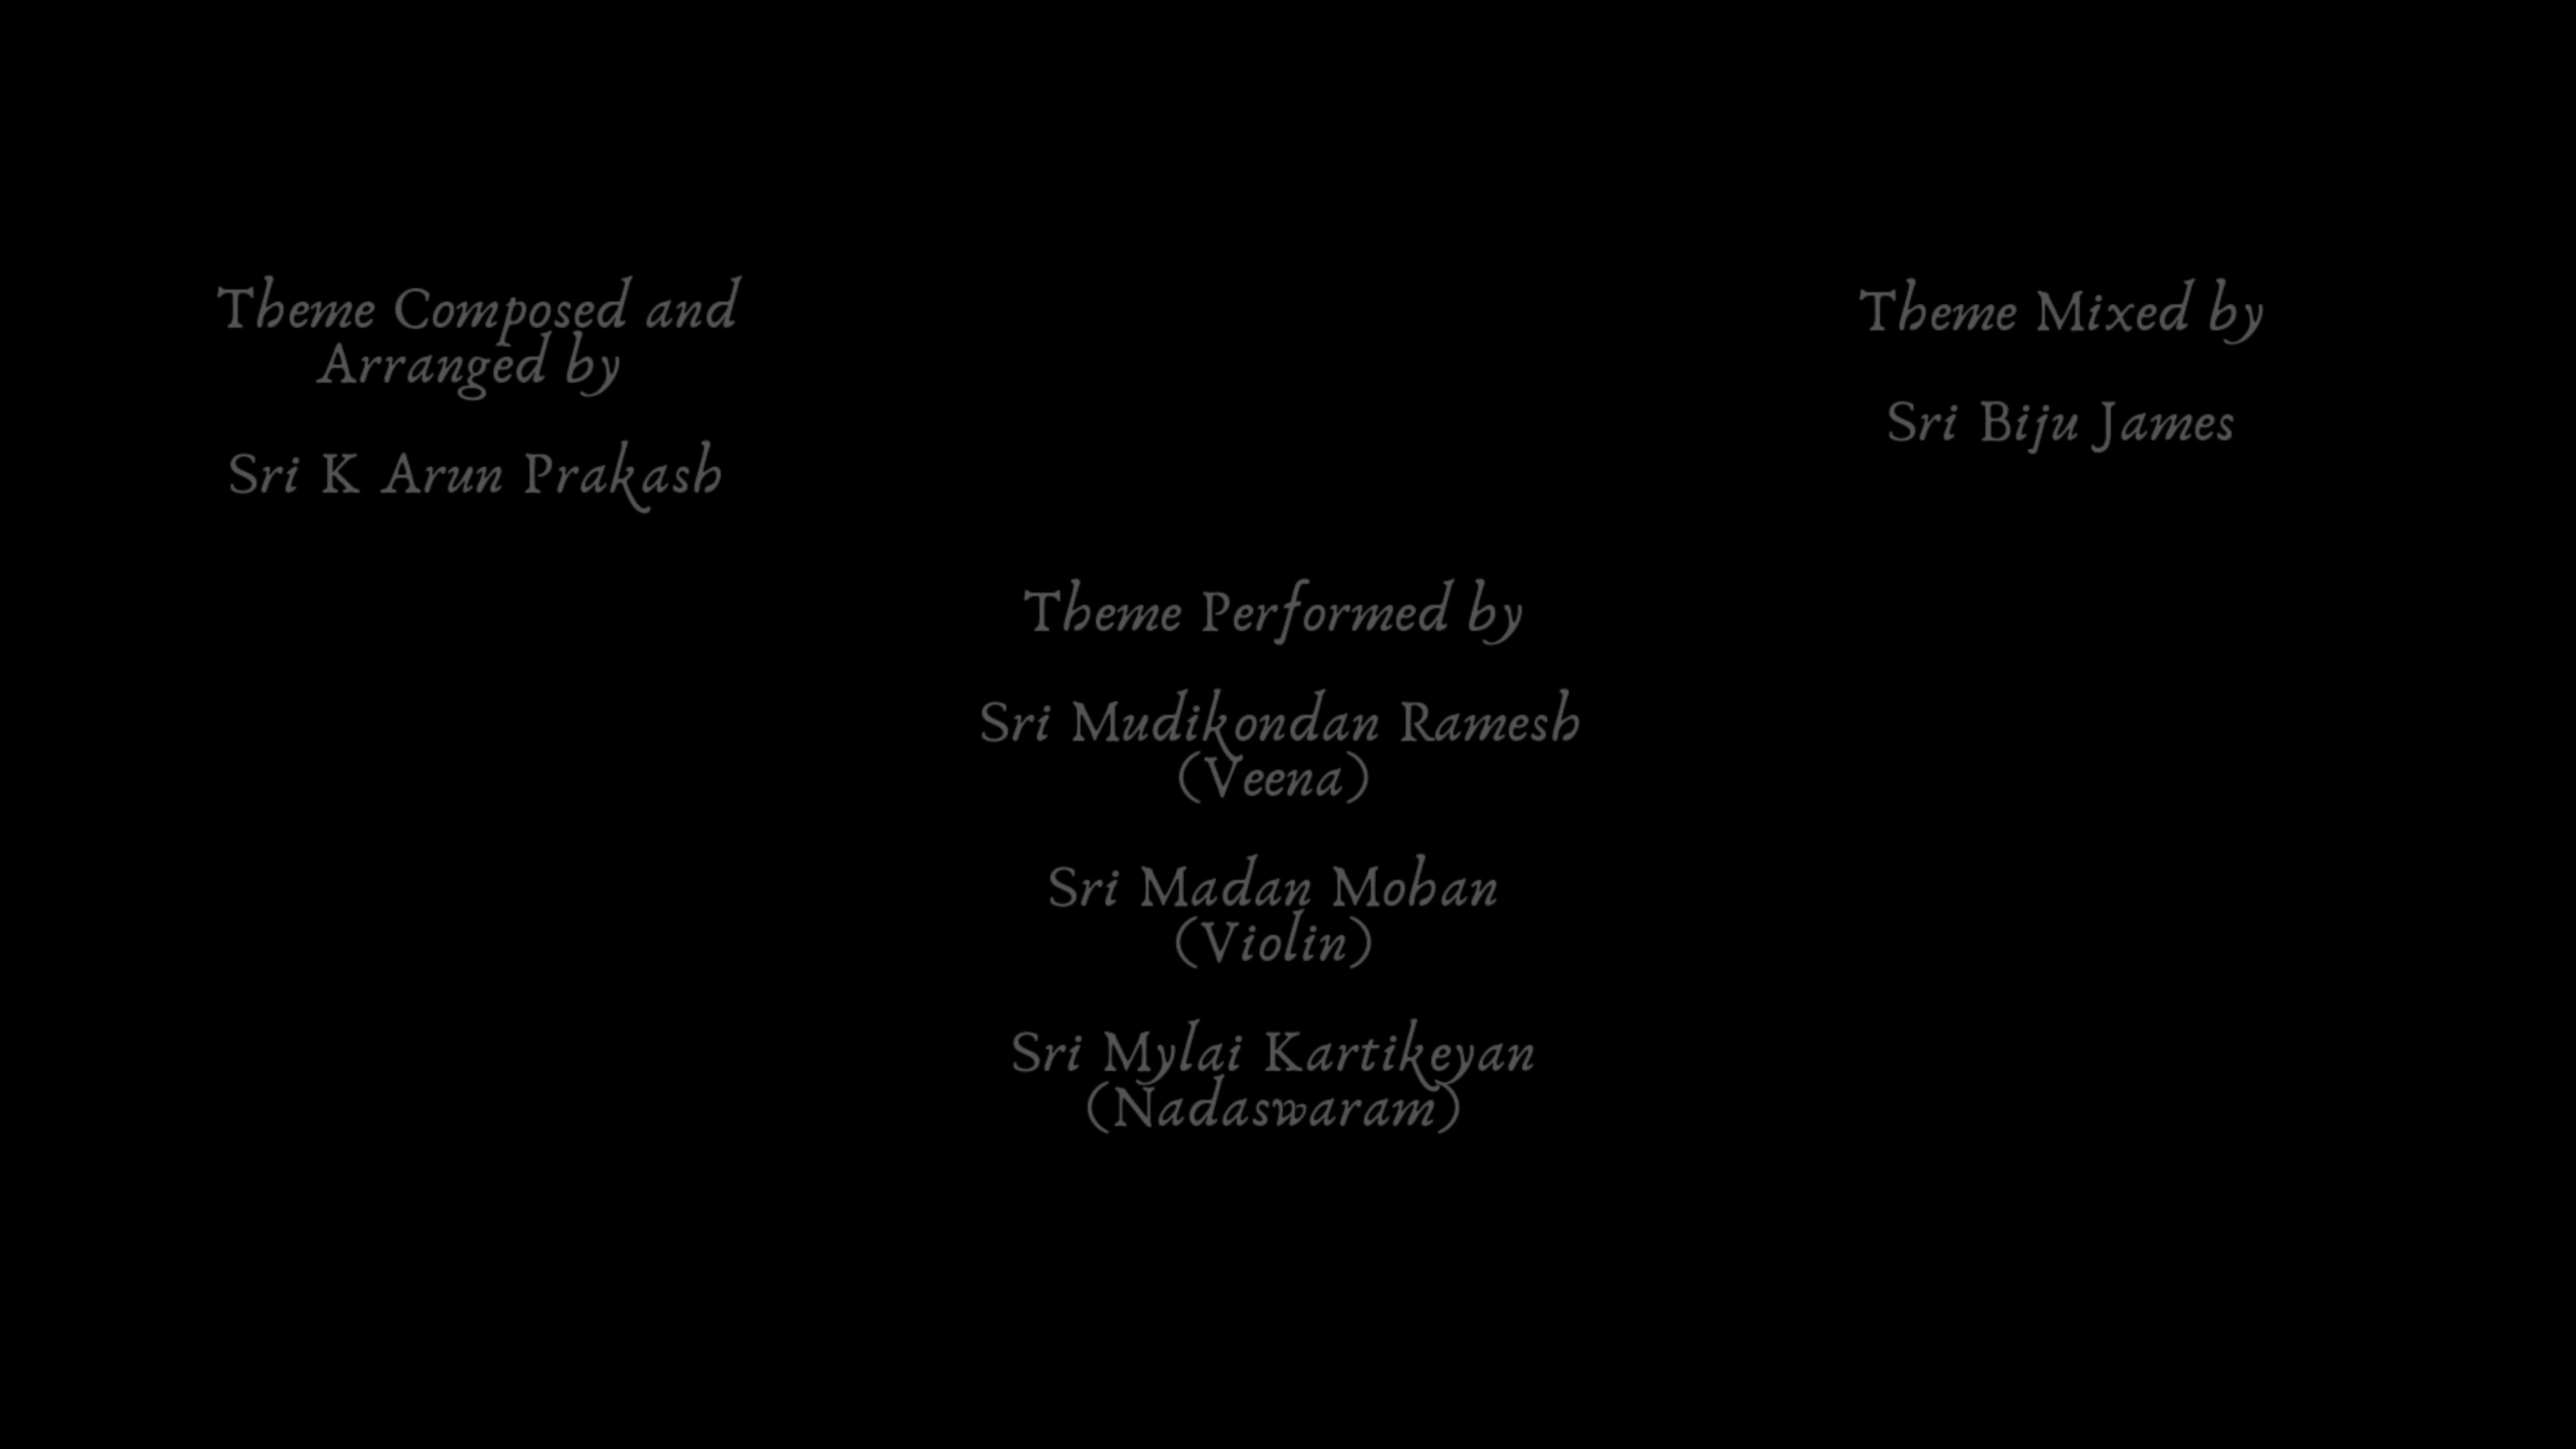 Theme Composed and
Arranged by
Sri K Arun Prakash
Theme Mixed by
Sri Biju James
Theme Performed by
Sri Mudikondan Ramesh
(Veena)
Sri Madan Mohan
(Violin)
Sri Mylai Kartikeyan
(Nadaswaram)